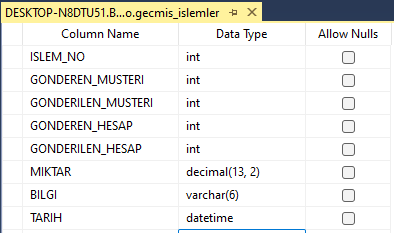 DESKTOP-N8DTU51.B...o.gecmis_islemler
Column Name Data Type Allow Nulls
ISLEM_NO int
GONDEREN_MUSTERI int
GONDERILEN_MUSTERI int
GONDEREN_HESAP int
GONDERILEN_HESAP int
MIKTAR decimal(13, 2)
BILGI varchar(6)
TARIH datetime